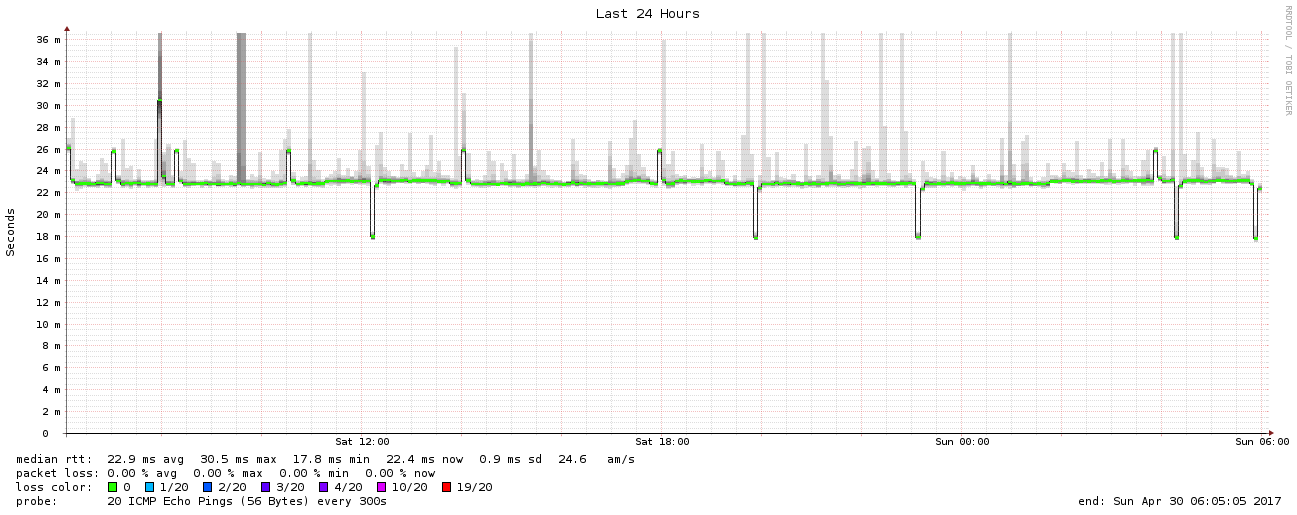 Last 24 Hours
RRDTOOL / TOBI OETIKER
Seconds
36 m
34 m
32 m
30 m
28 m
26 m
24 m
22 m
20 m
18 m
16 m
14 m
12 m
10 m
8 m
6 m
4 m
2 m
0
Sat 12:00 Sat 18:00 Sun 00:00 Sun 06:00
median rtt: 22.9 ms avg 30.5 ms max 17.8 ms min 22.4 ms now 0.9 ms sd 24.6 am/s
packet loss: 0.00 % avg 0.00 % max 0.00 % min 0.00 % now
loss color: 0 1/20 2/20 3/20 4/20 10/20 19/20
probe: 20 ICMP Echo Pings (56 Bytes) every 300s end: Sun Apr 30 06:05:05 2017